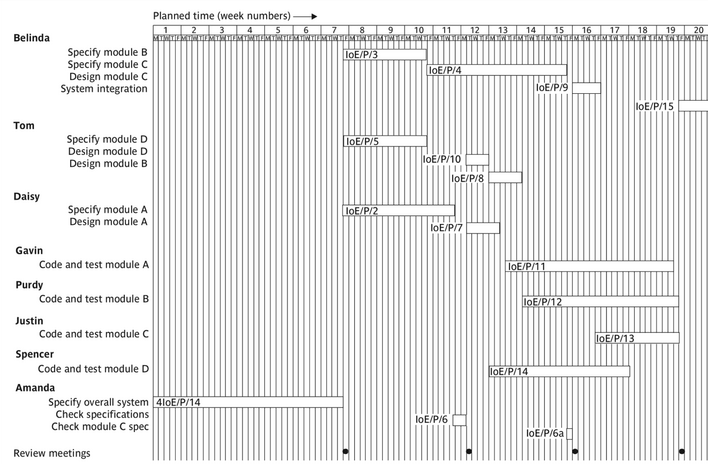 Planned time (week numbers)
1 2 3 4 5 6 7 8 9 10 11 12 13 14 15 16 17 18 19 20
Belinda
Specify module B IoE/P/3
Specify module C IoE/P/4
Design module C
System integration IoE/P/9
IoE/P/15
Tom
Specify module D IoE/P/5
Design module D IoE/P/10
Design module B IoE/P/8
Daisy
Specify module A IoE/P/2
Design module A IoE/P/7
Gavin
Code and test module A IoE/P/11
Purdy
Code and test module B IoE/P/12
Justin
Code and test module C IoE/P/13
Spencer
Code and test module D IoE/P/14
Amanda
Specify overall system 4IoE/P/14
Check specifications IoE/P/6
Check module C spec IoE/P/6a
Review meetings